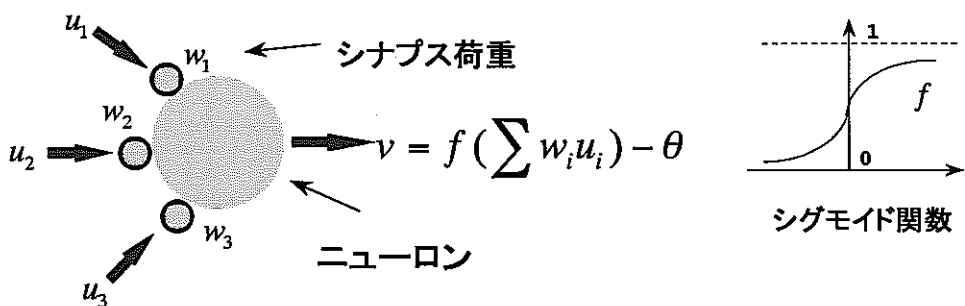 u₁
w₁
シナプス荷重
w₂
u₂
v = f(∑ wᵢuᵢ) − θ
w₃
ニューロン
u₃
1
f
0
シグモイド関数